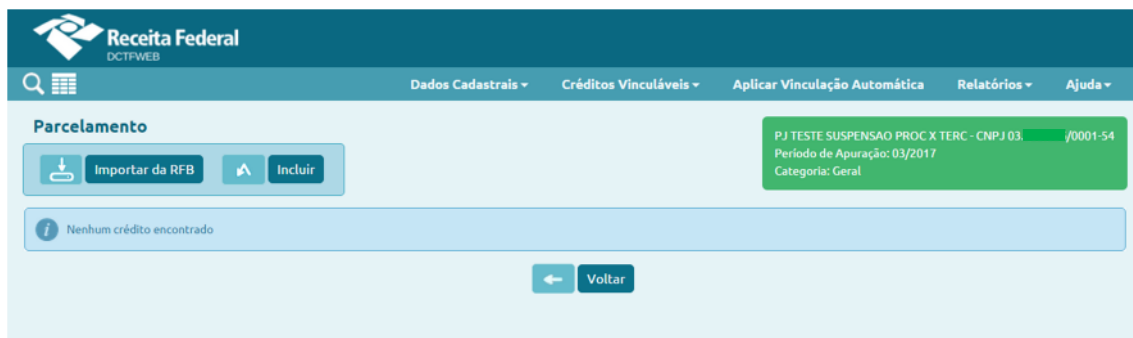 Receita Federal
DCTFWEB
Dados Cadastrais Créditos Vinculáveis Aplicar Vinculação Automática Relatórios Ajuda
Parcelamento
Importar da RFB Incluir
PJ TESTE SUSPENSAO PROC X TERC - CNPJ 03. /0001-54
Período de Apuração: 03/2017
Categoria: Geral
Nenhum crédito encontrado
Voltar